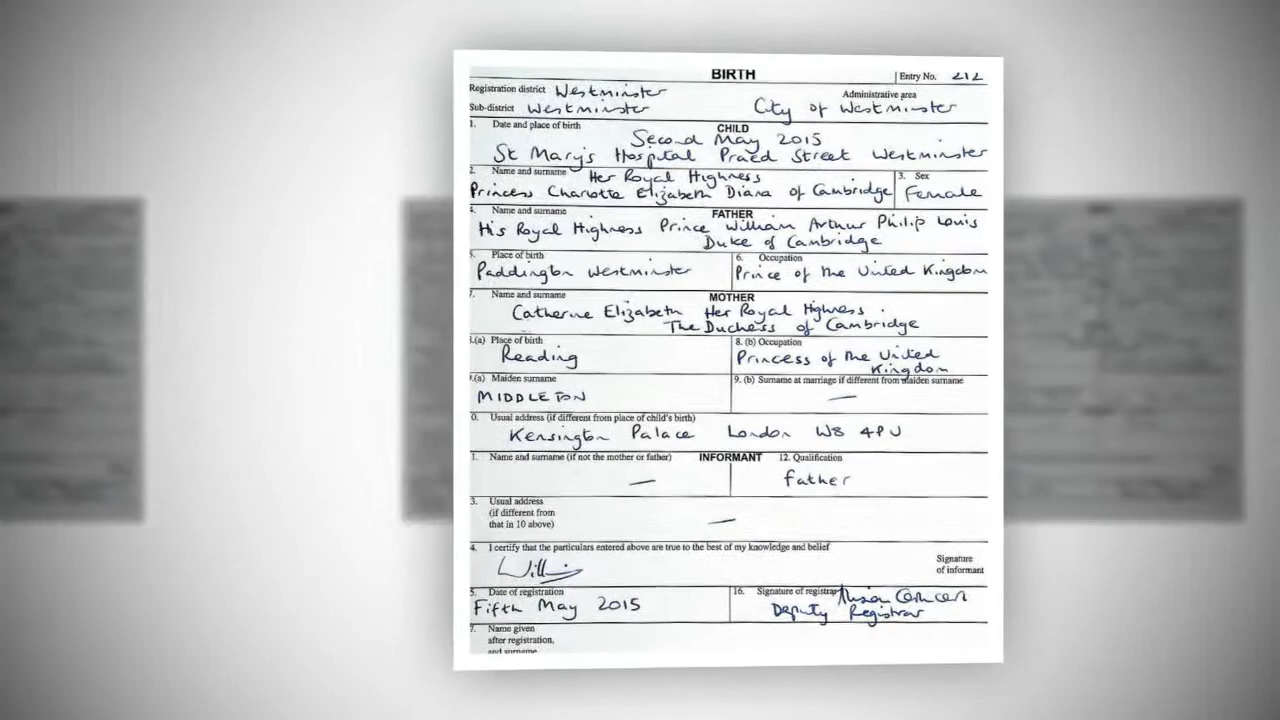 BIRTH
Entry No. 212
Registration district Westminster
Administrative area
Sub-district Westminster
City of Westminster
1. Date and place of birth
CHILD
Second May 2015
St Mary's Hospital Praed Street Westminster
2. Name and surname
Her Royal Highness
3. Sex
Princess Charlotte Elizabeth Diana of Cambridge
Female
4. Name and surname
FATHER
His Royal Highness Prince William Arthur Philip Louis
Duke of Cambridge
5. Place of birth
6. Occupation
Paddington Westminster
Prince of the United Kingdom
7. Name and surname
MOTHER
Catherine Elizabeth Her Royal Highness
The Duchess of Cambridge
(a) Place of birth
8. (b) Occupation
Reading
Princess of the United
Kingdom
(a) Maiden surname
9. (b) Surname at marriage if different from maiden surname
MIDDLETON
—
0. Usual address (if different from place of child's birth)
Kensington Palace London W8 4PU
1. Name and surname (if not the mother or father)
INFORMANT
12. Qualification
—
Father
3. Usual address
(if different from
that in 10 above)
—
4. I certify that the particulars entered above are true to the best of my knowledge and belief
Signature
of informant
5. Date of registration
16. Signature of registrar
Fifth May 2015
Deputy Registrar
7. Name given
after registration,
and surname